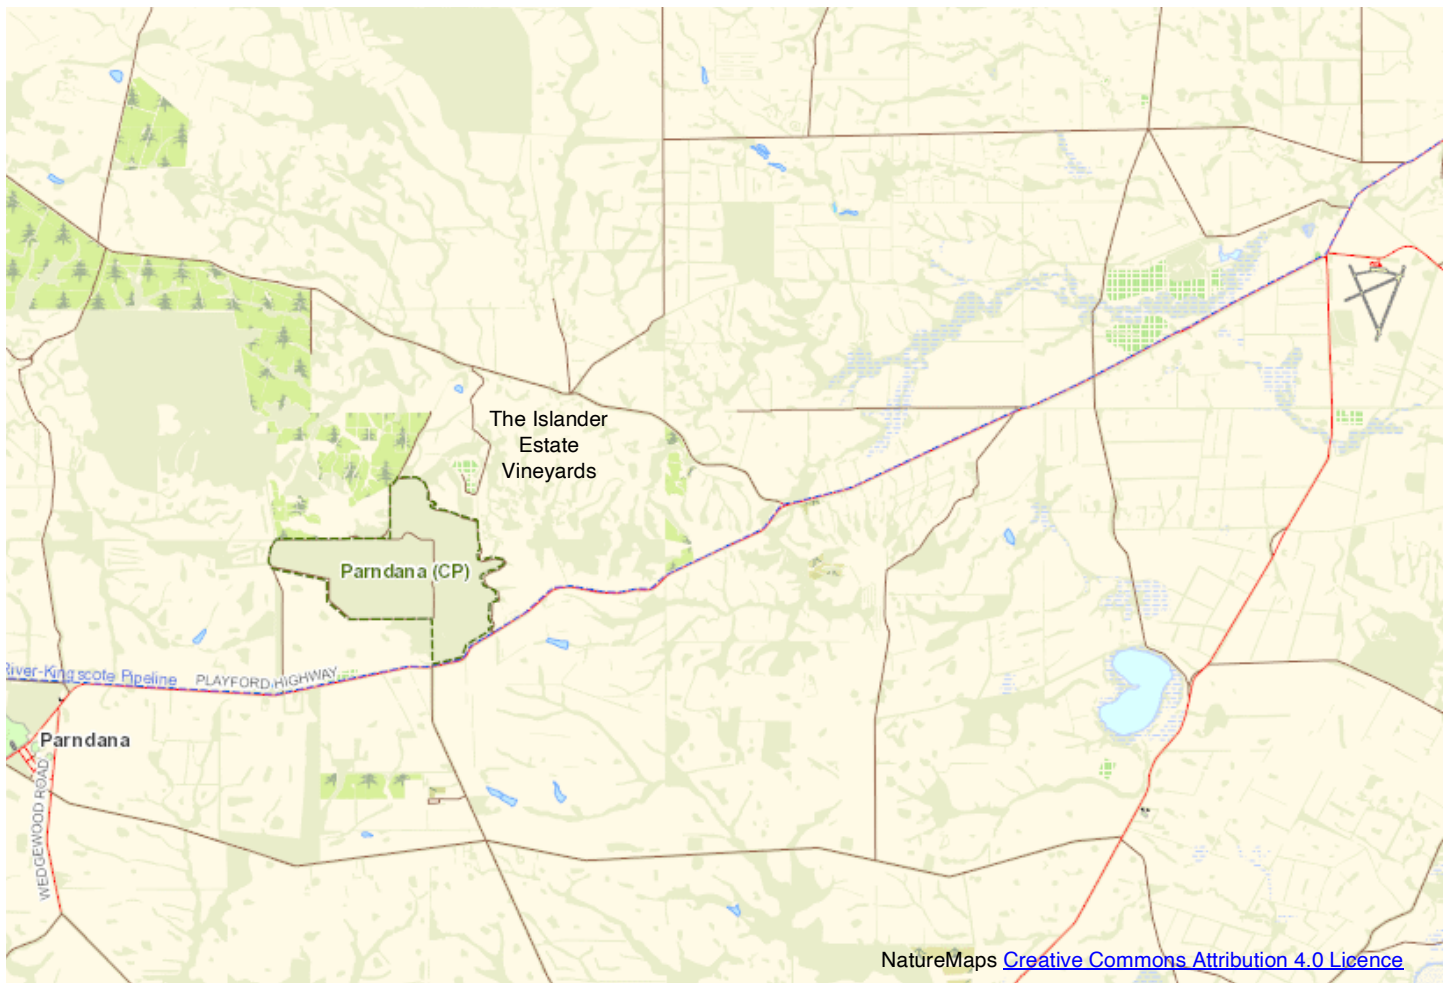 The Islander
Estate
Vineyards
Parndana (CP)
River-Kingscote Pipeline
PLAYFORD HIGHWAY
Parndana
WEDGEWOOD ROAD
NatureMaps Creative Commons Attribution 4.0 Licence